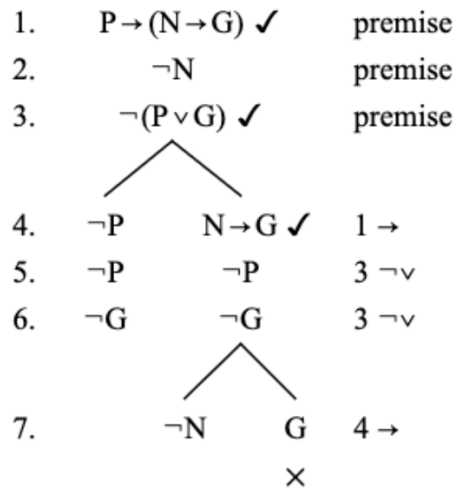 1. P→(N→G) ✓ premise
2. ¬N premise
3. ¬(P∨G) ✓ premise
4. ¬P N→G ✓ 1 →
5. ¬P ¬P 3 ¬∨
6. ¬G ¬G 3 ¬∨
7. ¬N G 4 →
×